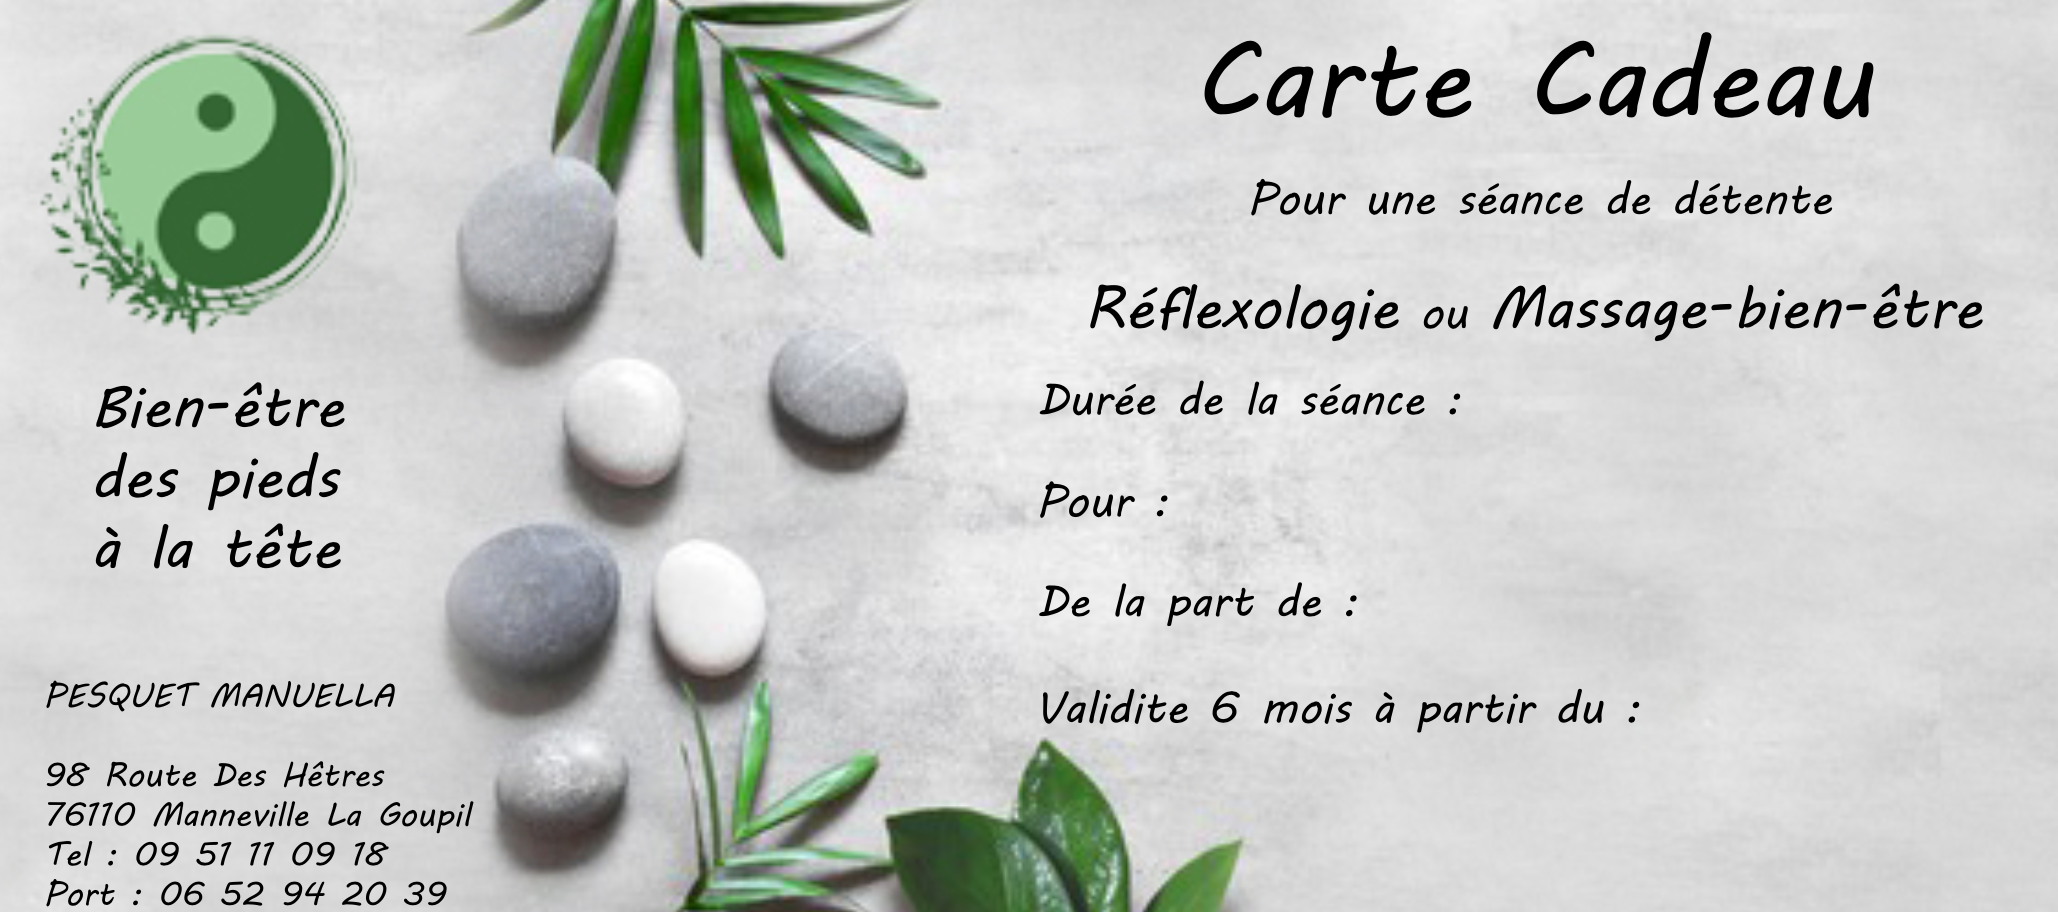 Carte Cadeau
Pour une séance de détente
Réflexologie ou Massage-bien-être
Durée de la séance :
Pour :
De la part de :
Validite 6 mois à partir du :
Bien-être
des pieds
à la tête
PESQUET MANUELLA
98 Route Des Hêtres
76110 Manneville La Goupil
Tel : 09 51 11 09 18
Port : 06 52 94 20 39